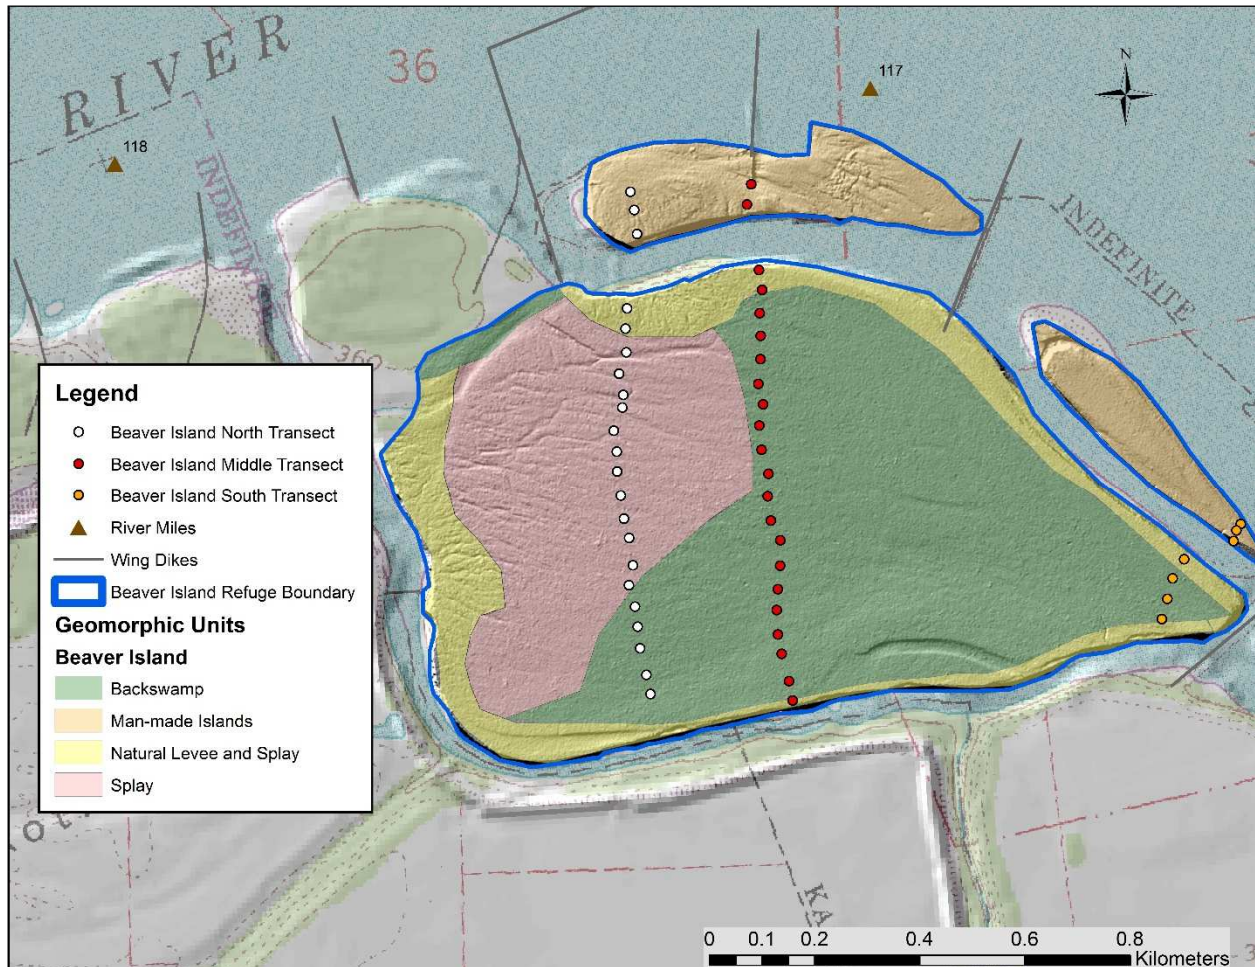 RIVER
36
117
N
118
INDEFINITE
INDEFINITE
360
Legend
Beaver Island North Transect
Beaver Island Middle Transect
Beaver Island South Transect
River Miles
Wing Dikes
Beaver Island Refuge Boundary
Geomorphic Units
Beaver Island
Backswamp
Man-made Islands
Natural Levee and Splay
Splay
KA
0 0.1 0.2 0.4 0.6 0.8
Kilometers